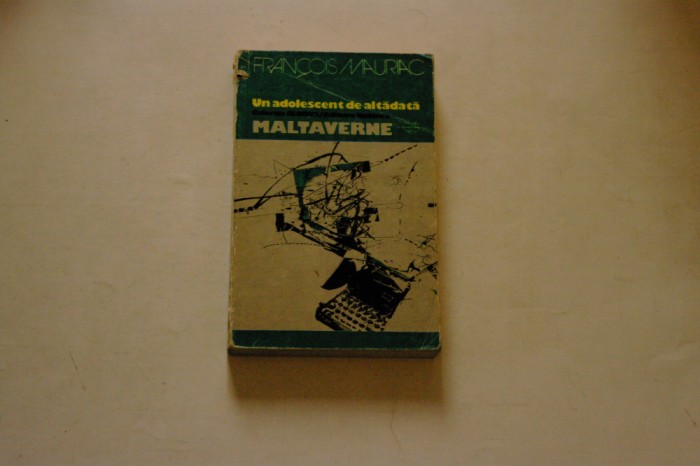 FRANÇOIS MAURIAC
Un adolescent de altădată
MALTAVERNE